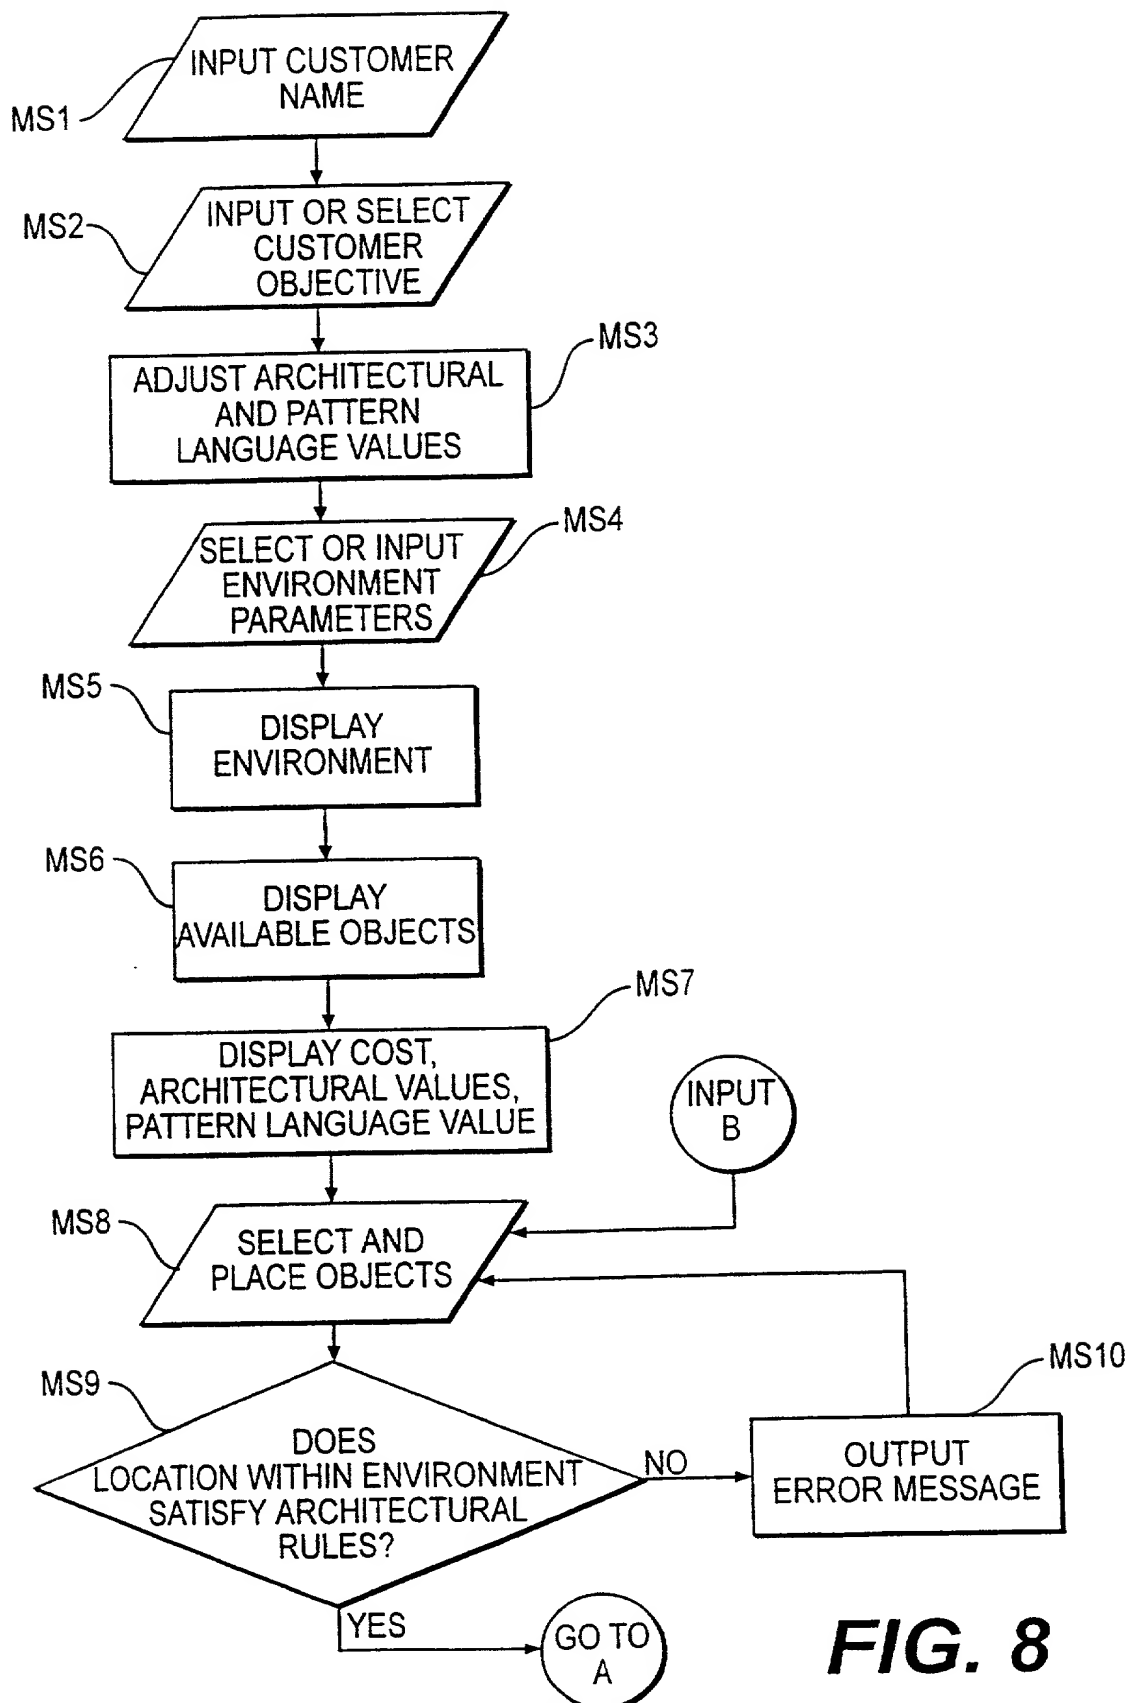 INPUT CUSTOMER
NAME
MS1
INPUT OR SELECT
CUSTOMER
OBJECTIVE
MS2
MS3
ADJUST ARCHITECTURAL
AND PATTERN
LANGUAGE VALUES
MS4
SELECT OR INPUT
ENVIRONMENT
PARAMETERS
MS5
DISPLAY
ENVIRONMENT
MS6
DISPLAY
AVAILABLE OBJECTS
MS7
DISPLAY COST,
ARCHITECTURAL VALUES,
PATTERN LANGUAGE VALUE
INPUT
B
MS8
SELECT AND
PLACE OBJECTS
MS9
DOES
LOCATION WITHIN ENVIRONMENT
SATISFY ARCHITECTURAL
RULES?
NO
MS10
OUTPUT
ERROR MESSAGE
YES
GO TO
A
FIG. 8